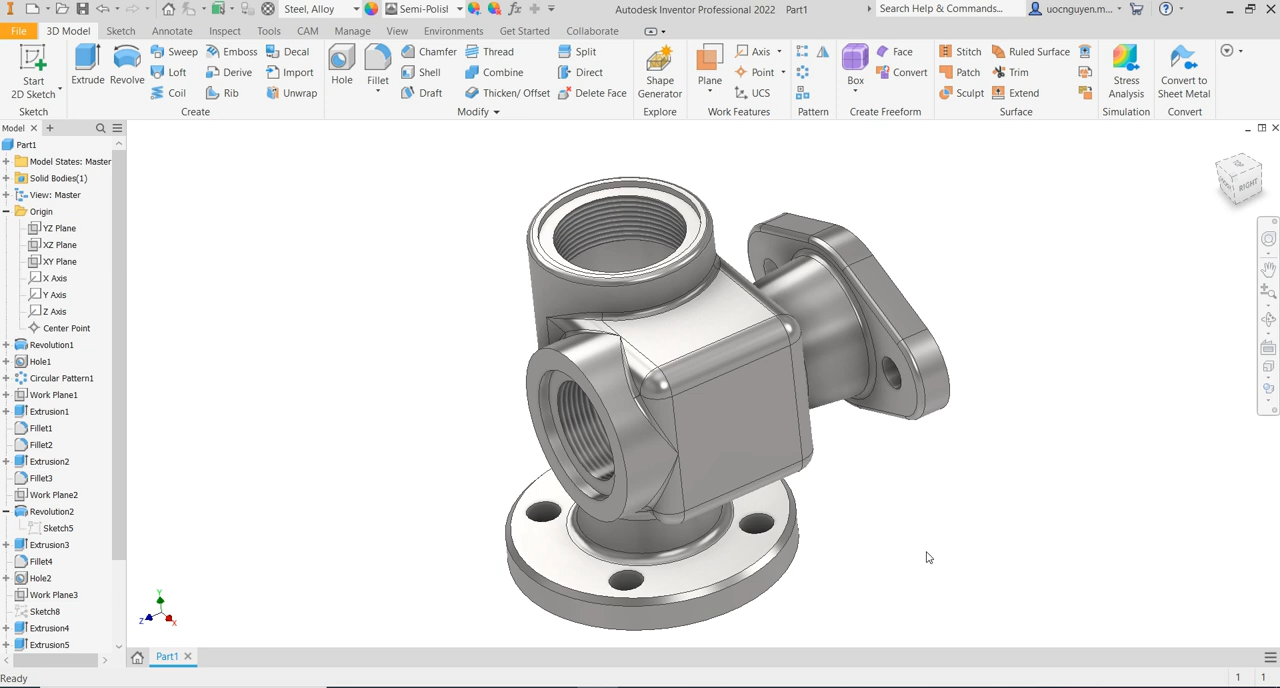 Steel, Alloy
Semi-Polisl
fx
Autodesk Inventor Professional 2022 Part1
Search Help & Commands...
uocnguyen.m...
File 3D Model Sketch Annotate Inspect Tools CAM Manage View Environments Get Started Collaborate
Start
2D Sketch
Extrude
Revolve
Sweep
Loft
Coil
Emboss
Derive
Rib
Decal
Import
Unwrap
Hole
Fillet
Chamfer
Shell
Draft
Thread
Combine
Thicken/ Offset
Split
Direct
Delete Face
Shape
Generator
Plane
Axis
Point
UCS
Box
Face
Convert
Stitch
Patch
Sculpt
Ruled Surface
Trim
Extend
Stress
Analysis
Convert to
Sheet Metal
Sketch Create Modify Explore Work Features Pattern Create Freeform Surface Simulation Convert
Model
Part1
Model States: Master
Solid Bodies(1)
View: Master
Origin
YZ Plane
XZ Plane
XY Plane
X Axis
Y Axis
Z Axis
Center Point
Revolution1
Hole1
Circular Pattern1
Work Plane1
Extrusion1
Fillet1
Fillet2
Extrusion2
Fillet3
Work Plane2
Revolution2
Sketch5
Extrusion3
Fillet4
Hole2
Work Plane3
Sketch8
Extrusion4
Extrusion5
RIGHT
Y
Z
X
Part1
Ready
1 1